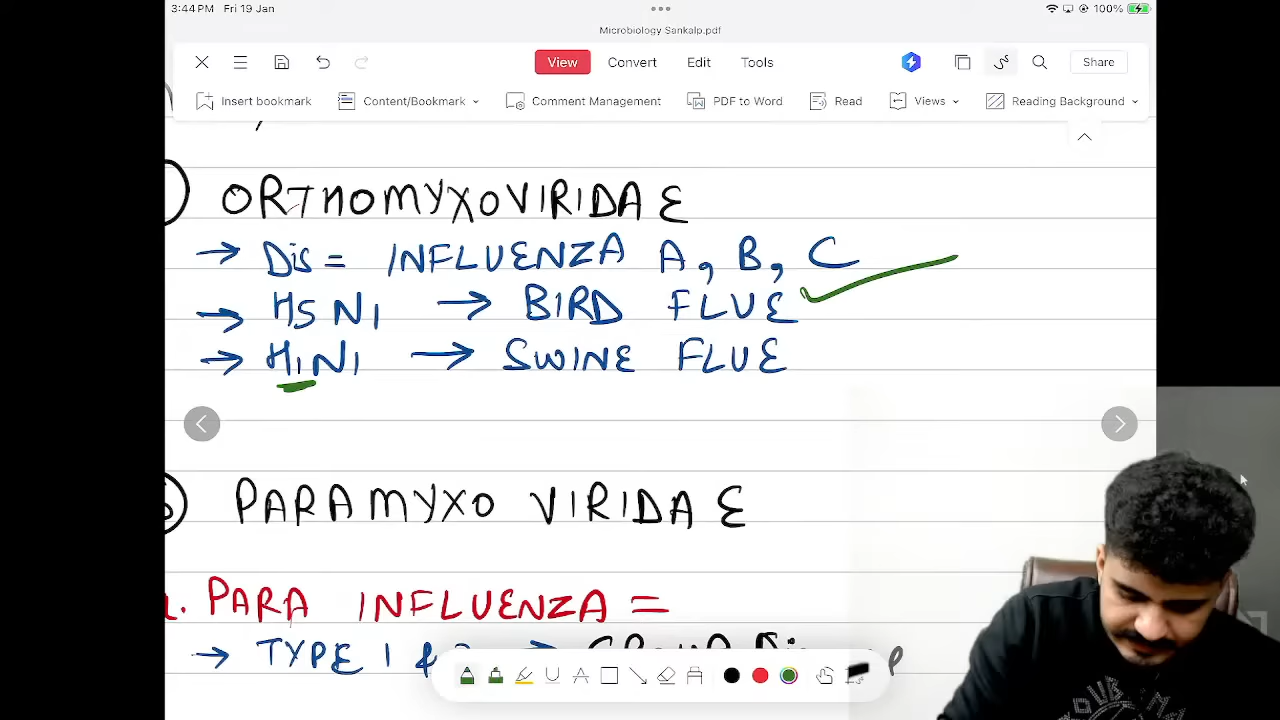 3:44 PM Fri 19 Jan
100%
Microbiology Sankalp.pdf
View Convert Edit Tools
Share
Insert bookmark Content/Bookmark Comment Management PDF to Word Read Views Reading Background
ORTHOMYXOVIRIDAE
→ Dis = INFLUENZA A, B, C
→ H5N1 → BIRD FLUE
→ H1N1 → SWINE FLUE
PARAMYXO VIRIDAE
1. PARA INFLUENZA =
→ TYPE 1 &